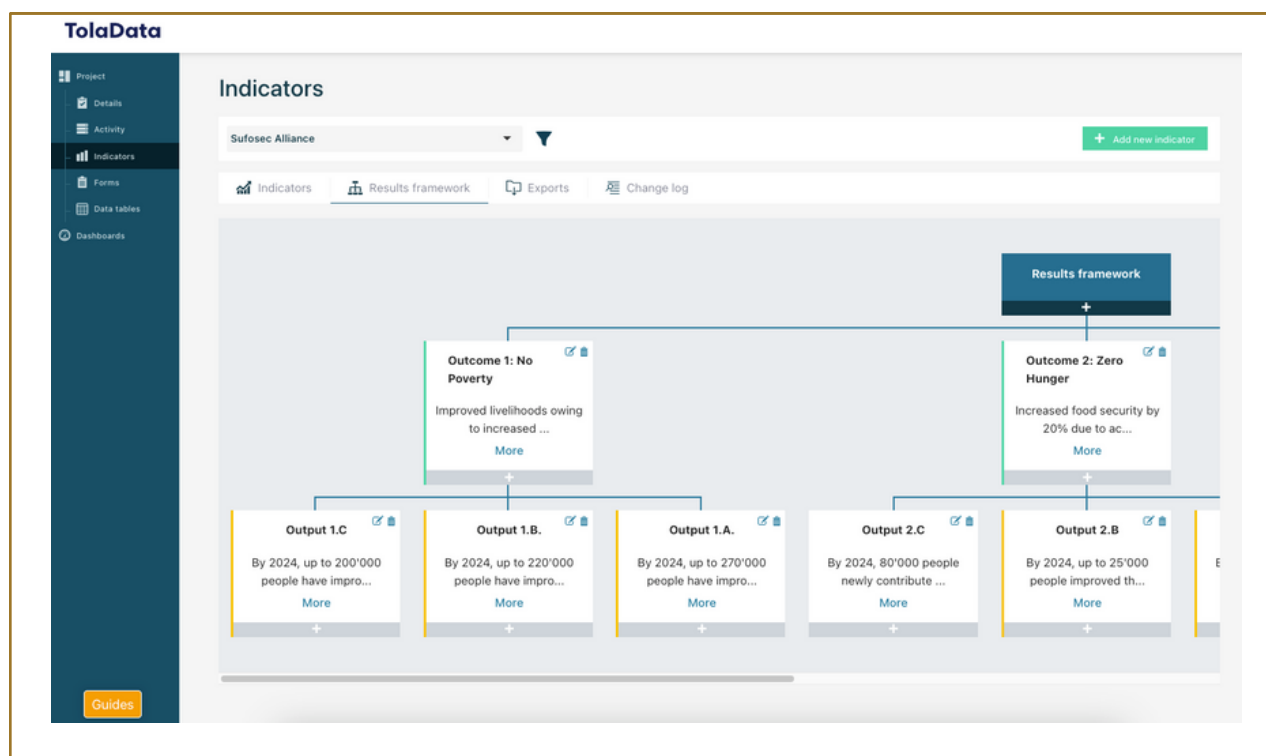 TolaData
Project
Details
Activity
Indicators
Forms
Data tables
Dashboards
Guides
Indicators
Sufosec Alliance
+ Add new indicator
Indicators
Results framework
Exports
Change log
Results framework
+
Outcome 1: No
Poverty
Improved livelihoods owing
to increased ...
More
+
Outcome 2: Zero
Hunger
Increased food security by
20% due to ac...
More
+
Output 1.C
By 2024, up to 200'000
people have impro...
More
+
Output 1.B.
By 2024, up to 220'000
people have impro...
More
+
Output 1.A.
By 2024, up to 270'000
people have impro...
More
+
Output 2.C
By 2024, 80'000 people
newly contribute ...
More
+
Output 2.B
By 2024, up to 25'000
people improved th...
More
+